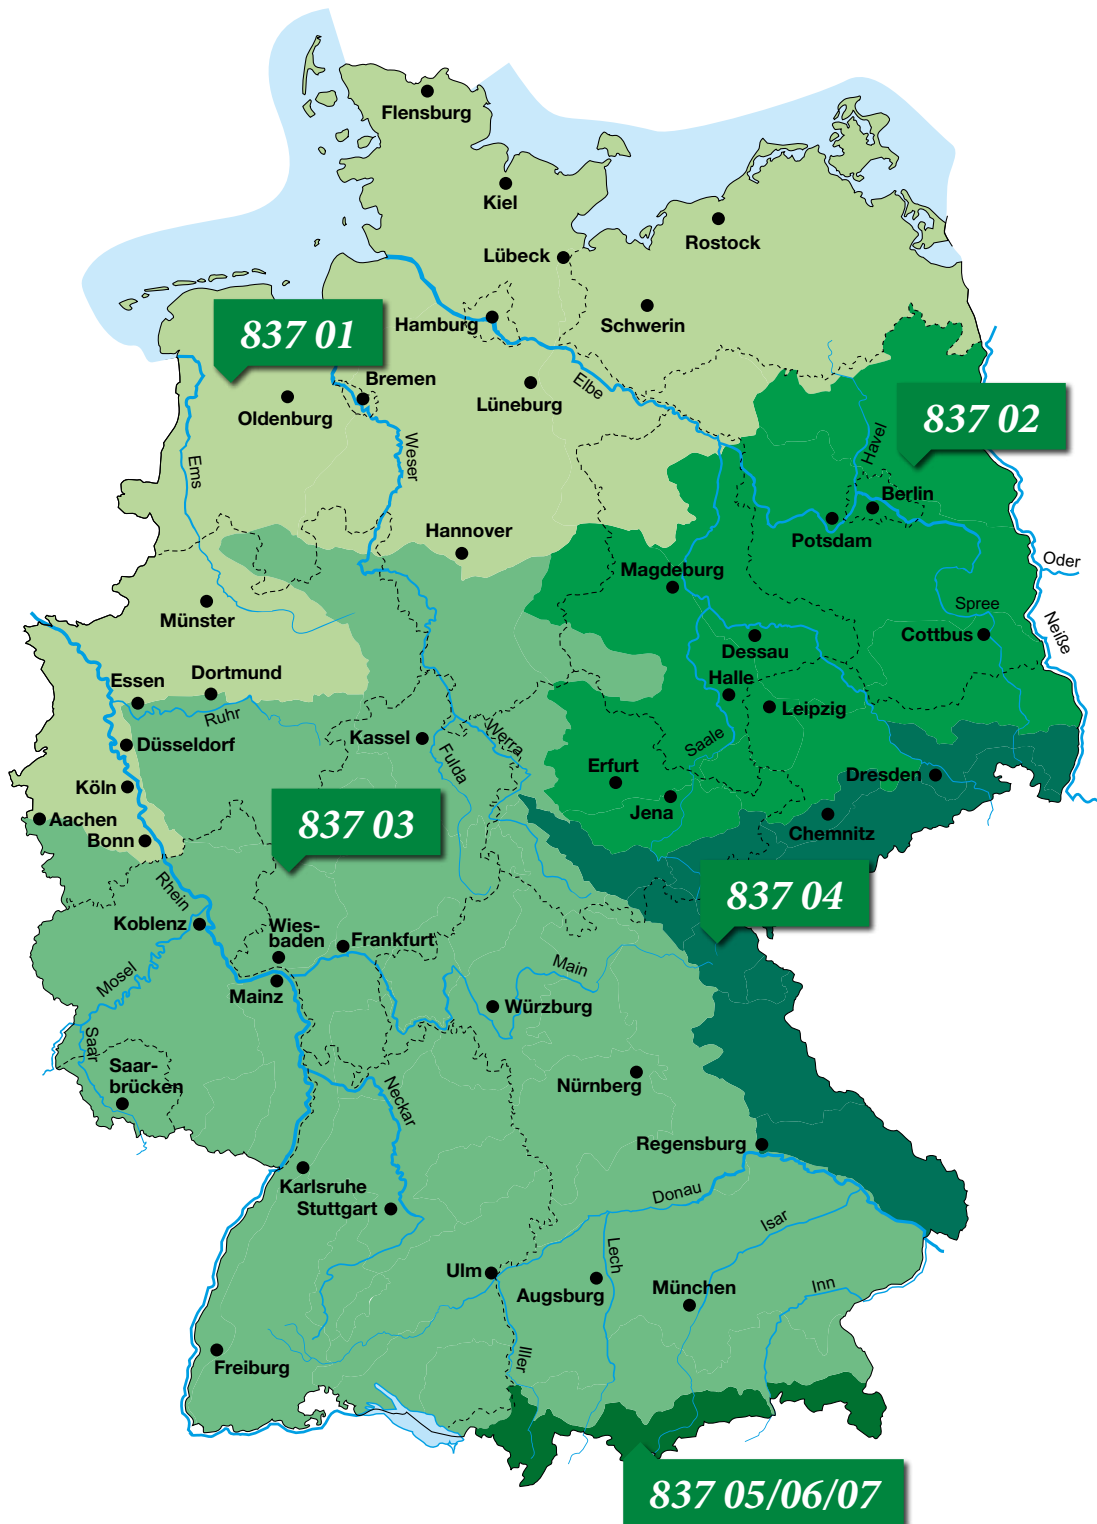 Flensburg
Kiel
Rostock
Lübeck
Schwerin
837 01
Hamburg
Bremen
Lüneburg
Elbe
Oldenburg
837 02
Havel
Weser
Ems
Berlin
Hannover
Potsdam
Oder
Magdeburg
Spree
Münster
Neiße
Cottbus
Dessau
Dortmund
Essen
Halle
Leipzig
Ruhr
Düsseldorf
Kassel
Werra
Saale
Fulda
Erfurt
Dresden
Köln
Jena
837 03
Aachen
Chemnitz
Bonn
Rhein
837 04
Koblenz
Wies-
baden
Frankfurt
Main
Mosel
Mainz
Würzburg
Saar
Saar-
brücken
Nürnberg
Neckar
Regensburg
Karlsruhe
Donau
Stuttgart
Isar
Lech
Ulm
Augsburg
München
Inn
Iller
Freiburg
837 05/06/07